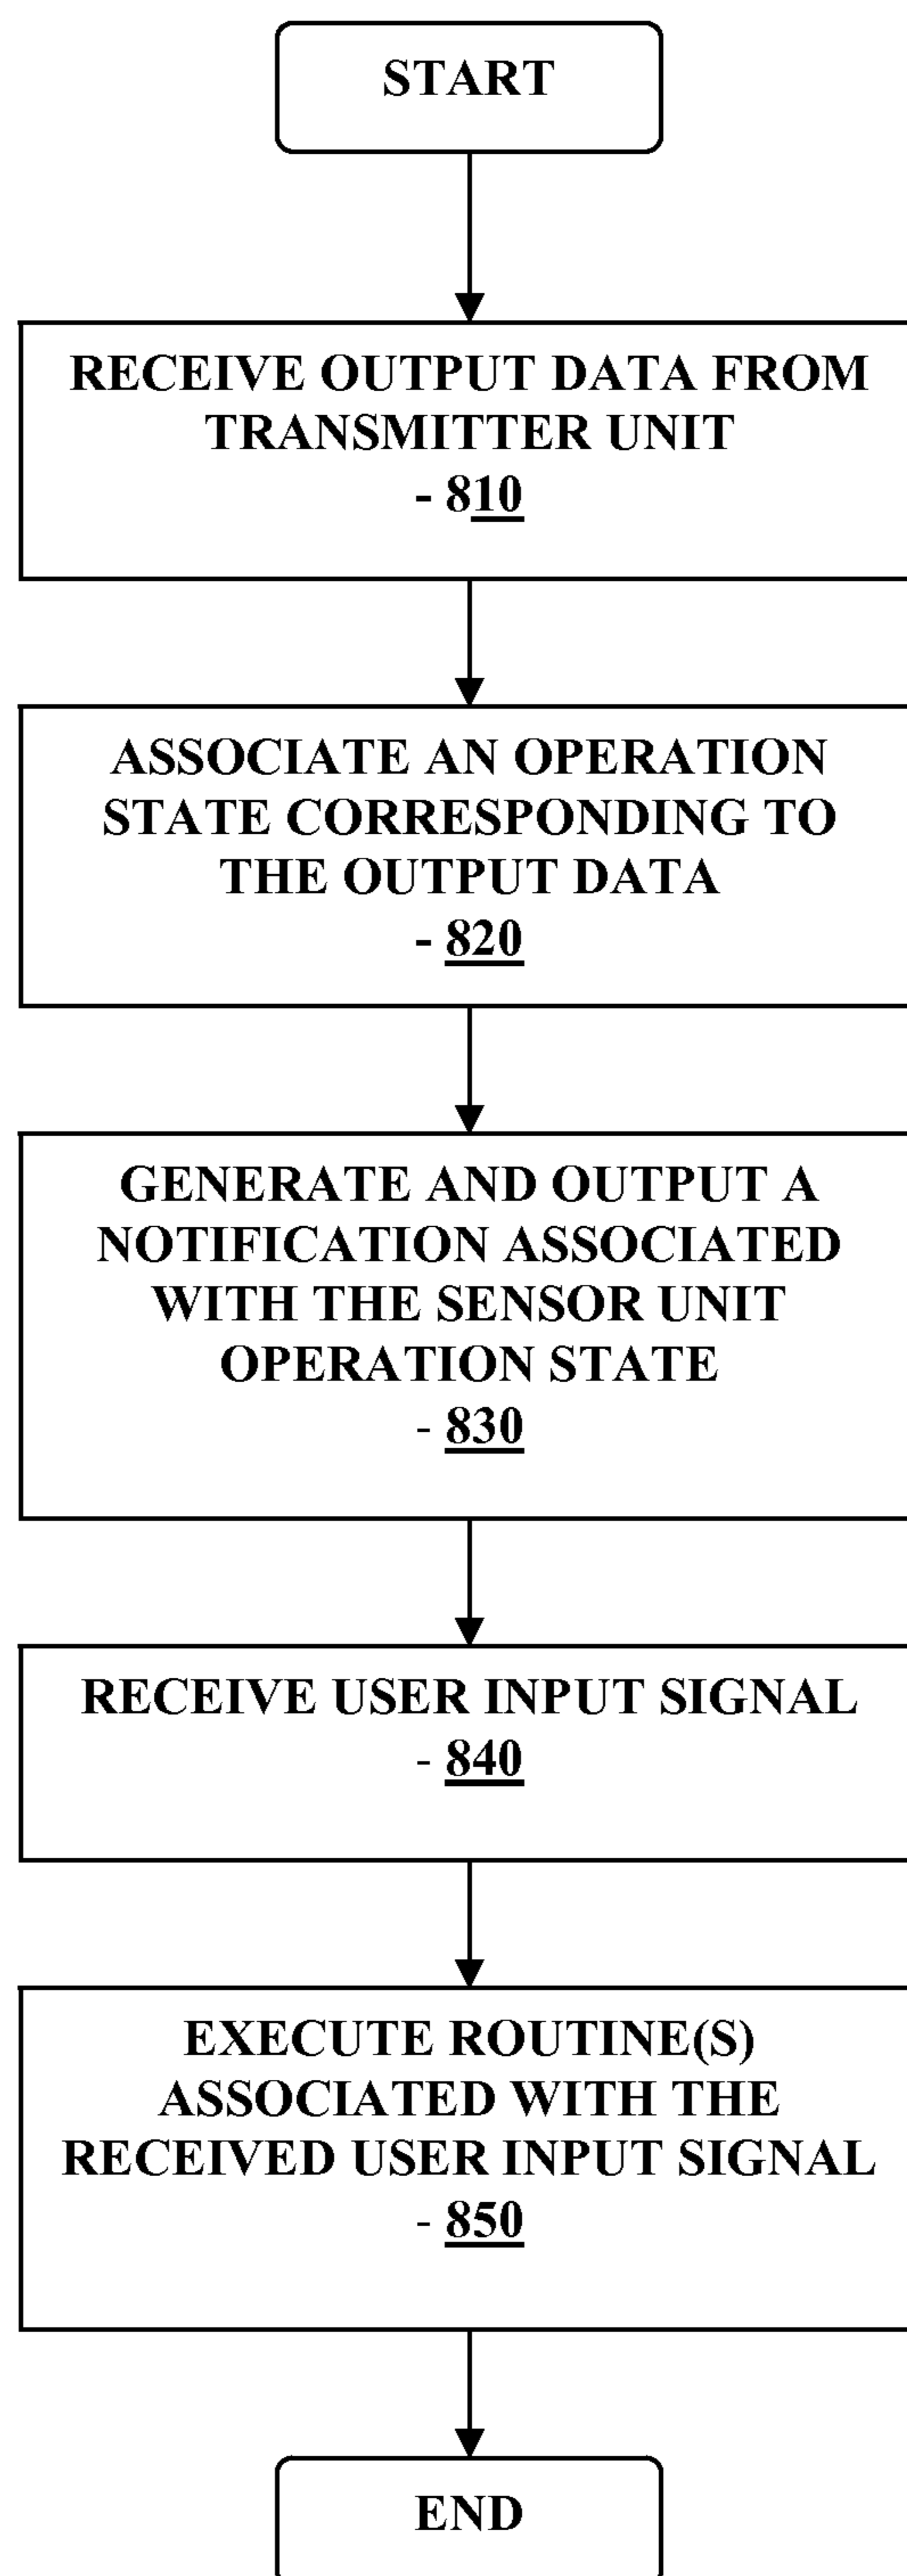 START
RECEIVE OUTPUT DATA FROM
TRANSMITTER UNIT
- 810
ASSOCIATE AN OPERATION
STATE CORRESPONDING TO
THE OUTPUT DATA
- 820
GENERATE AND OUTPUT A
NOTIFICATION ASSOCIATED
WITH THE SENSOR UNIT
OPERATION STATE
- 830
RECEIVE USER INPUT SIGNAL
- 840
EXECUTE ROUTINE(S)
ASSOCIATED WITH THE
RECEIVED USER INPUT SIGNAL
- 850
END